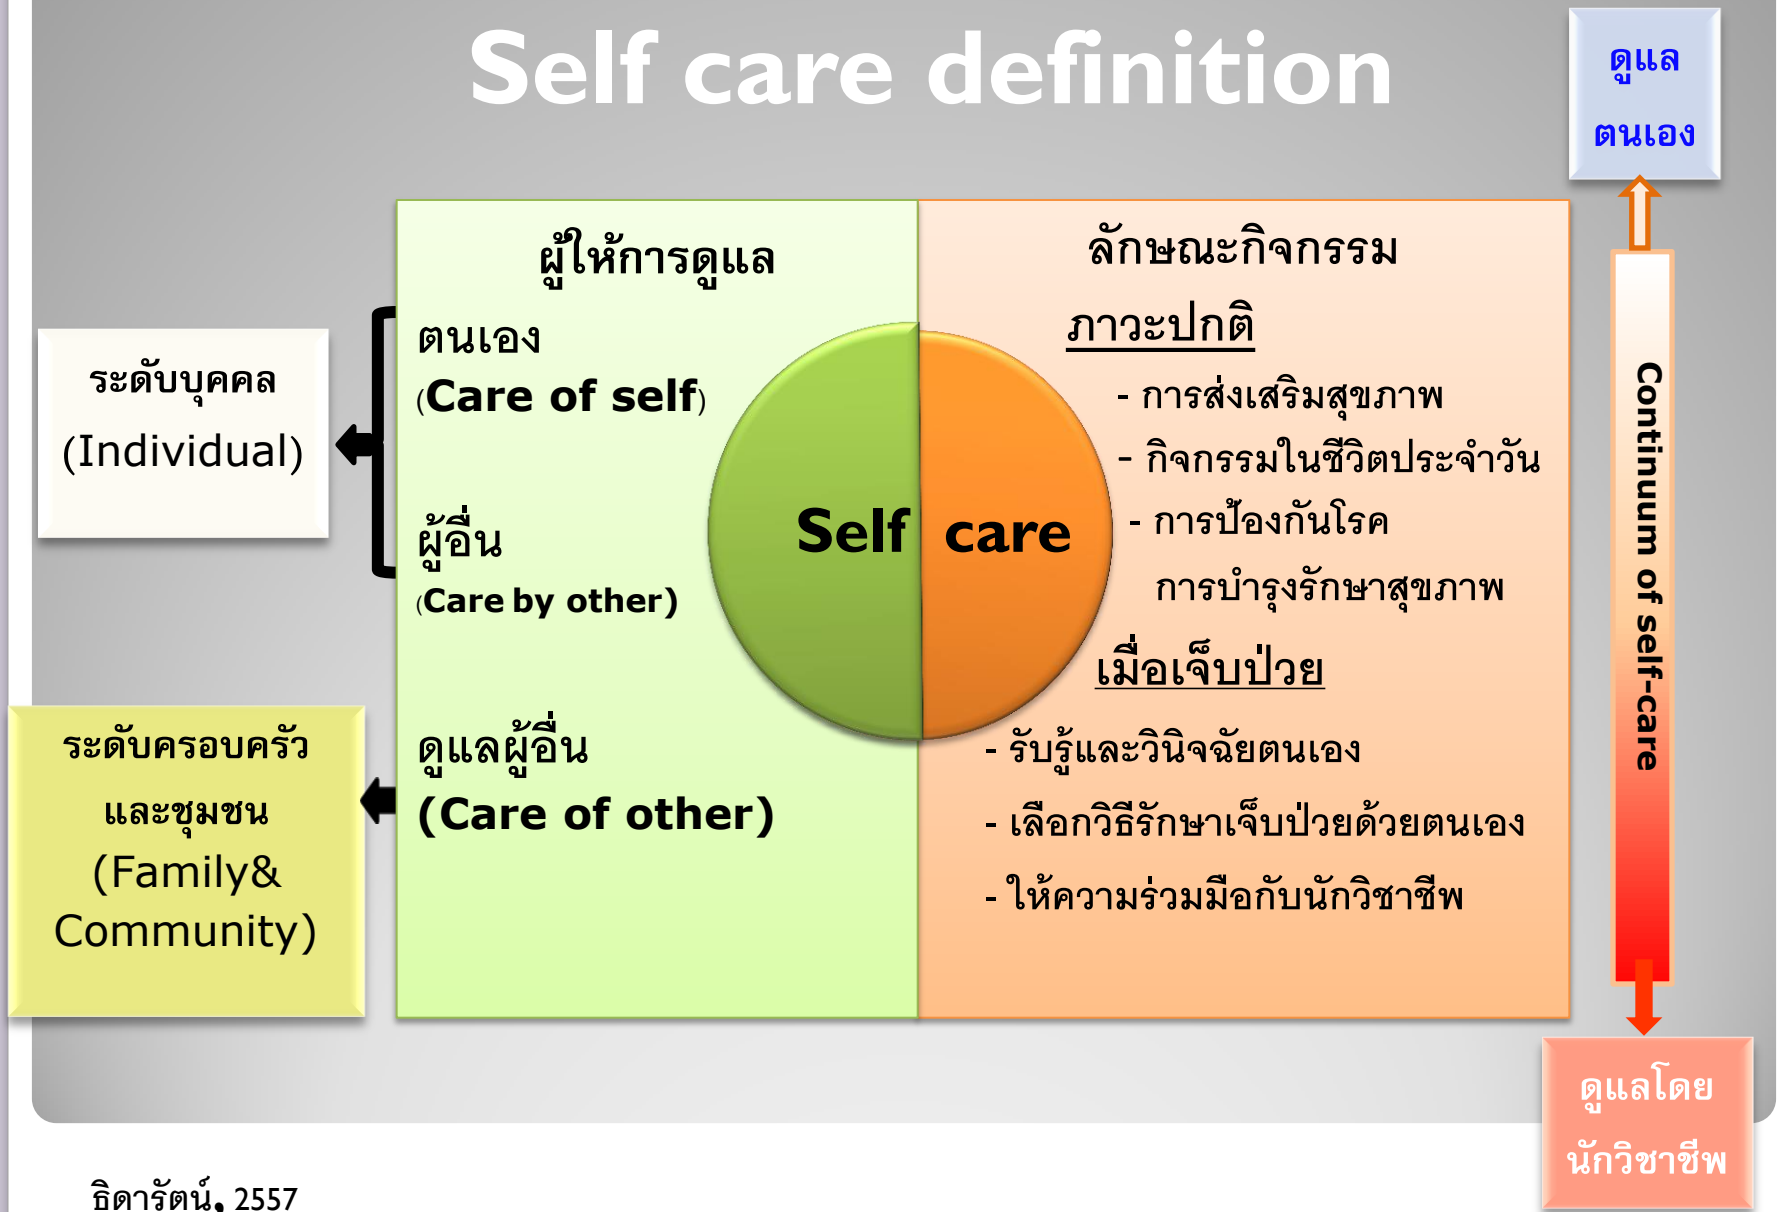 Self care definition
ดูแล
ตนเอง
ผู้ให้การดูแล
ตนเอง
(Care of self)
ผู้อื่น
(Care by other)
ดูแลผู้อื่น
(Care of other)
ระดับบุคคล
(Individual)
ระดับครอบครัว
และชุมชน
(Family&
Community)
Self care
ลักษณะกิจกรรม
ภาวะปกติ
- การส่งเสริมสุขภาพ
- กิจกรรมในชีวิตประจำวัน
- การป้องกันโรค
การบำรุงรักษาสุขภาพ
เมื่อเจ็บป่วย
- รับรู้และวินิจฉัยตนเอง
- เลือกวิธีรักษาเจ็บป่วยด้วยตนเอง
- ให้ความร่วมมือกับนักวิชาชีพ
Continuum of self-care
ดูแลโดย
นักวิชาชีพ
ธิดารัตน์, 2557